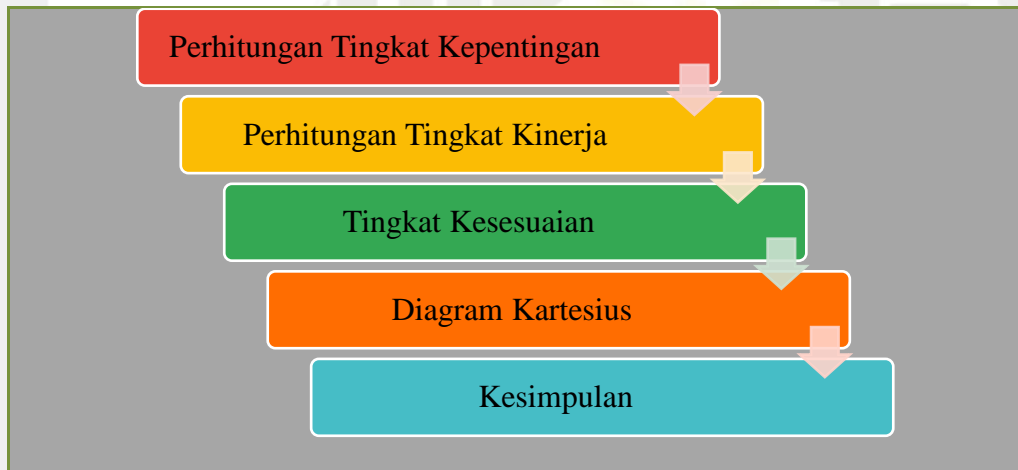 Perhitungan Tingkat Kepentingan
Perhitungan Tingkat Kinerja
Tingkat Kesesuaian
Diagram Kartesius
Kesimpulan